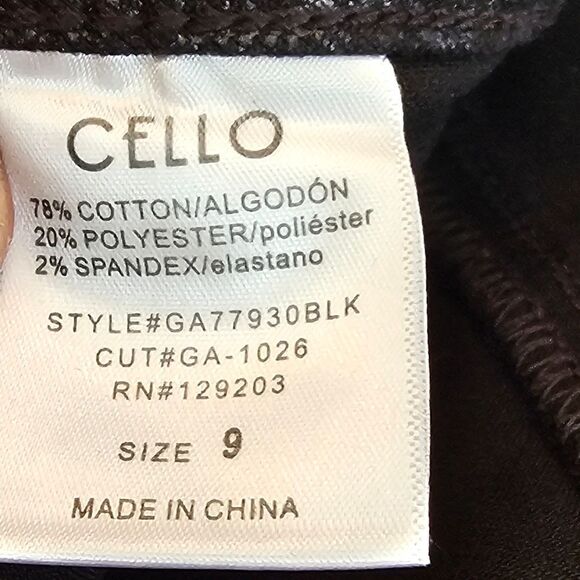 CELLO
78% COTTON/ALGODÓN
20% POLYESTER/poliéster
2% SPANDEX/elastano
STYLE#GA77930BLK
CUT#GA-1026
RN#129203
SIZE 9
MADE IN CHINA